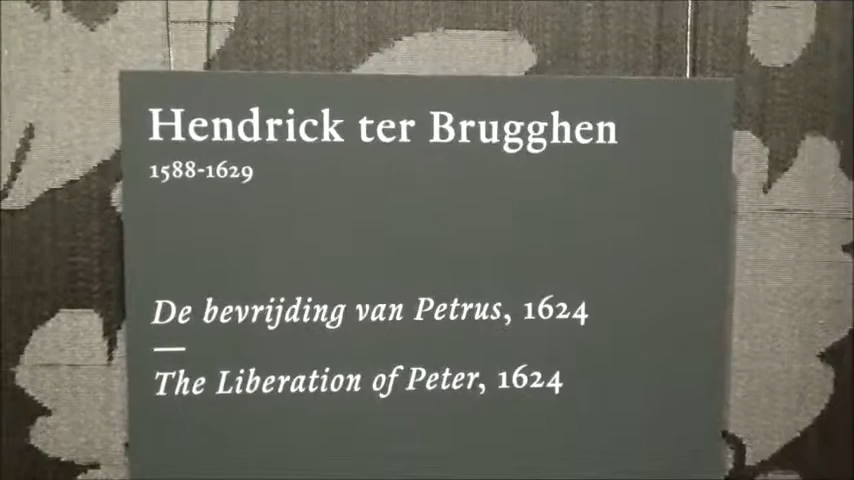 Hendrick ter Brugghen
1588-1629
De bevrijding van Petrus, 1624
—
The Liberation of Peter, 1624